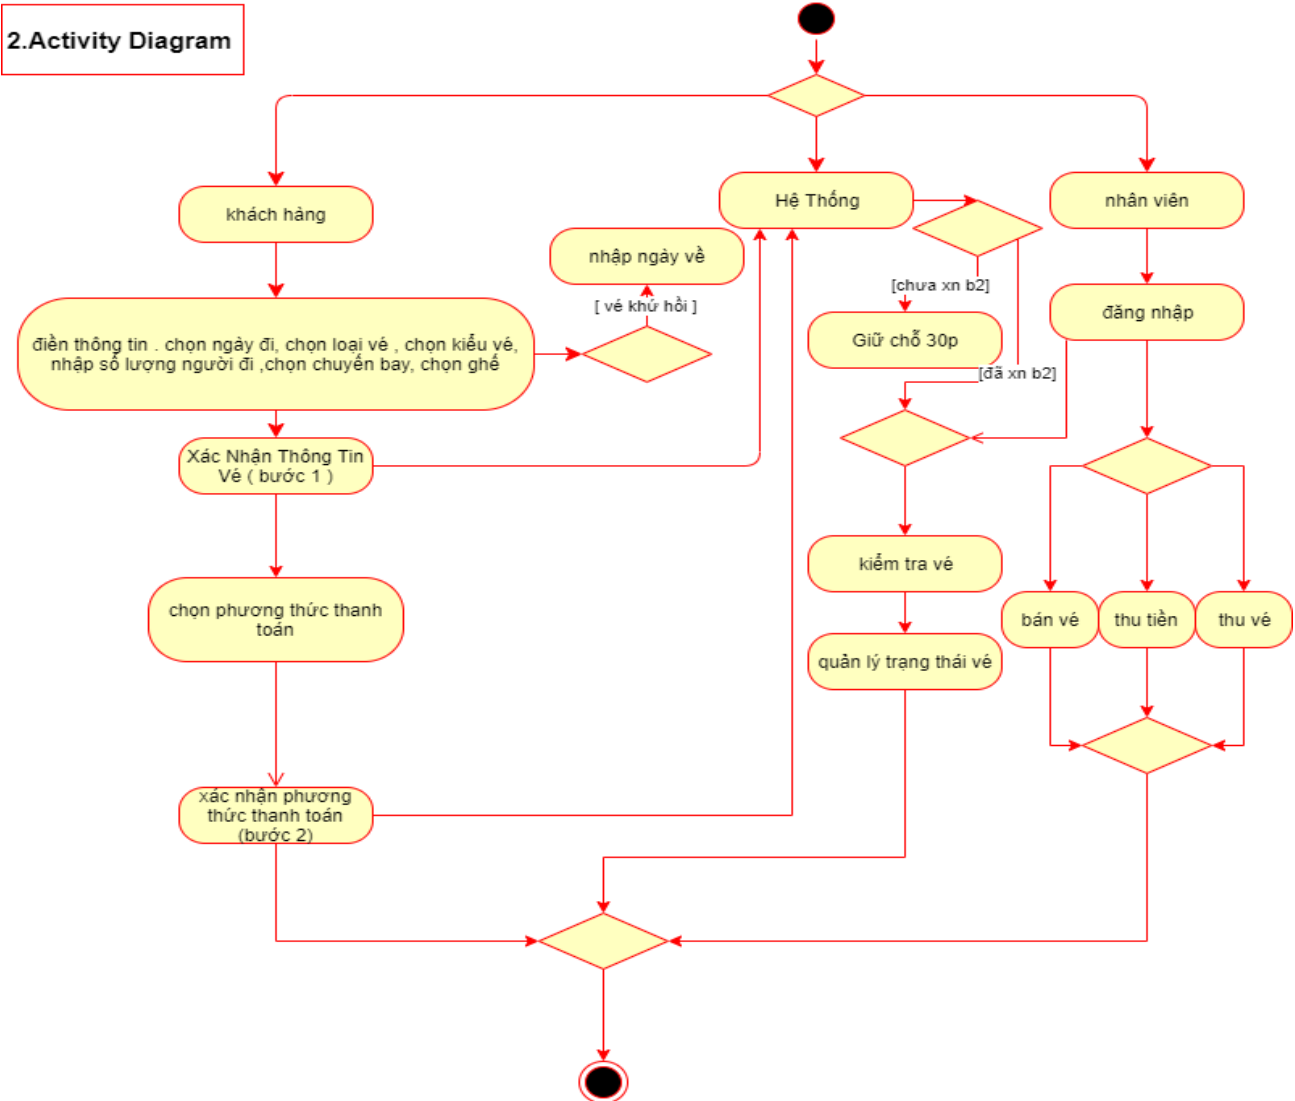 2.Activity Diagram
khách hàng
Hệ Thống
nhân viên
nhập ngày về
[ vé khứ hồi ]
[chưa xn b2]
đăng nhập
điền thông tin . chọn ngày đi, chọn loại vé , chọn kiểu vé,
nhập số lượng người đi ,chọn chuyến bay, chọn ghế
Giữ chỗ 30p
[đã xn b2]
Xác Nhận Thông Tin
Vé ( bước 1 )
kiểm tra vé
chọn phương thức thanh
toán
bán vé
thu tiền
thu vé
quản lý trạng thái vé
xác nhận phương
thức thanh toán
(bước 2)